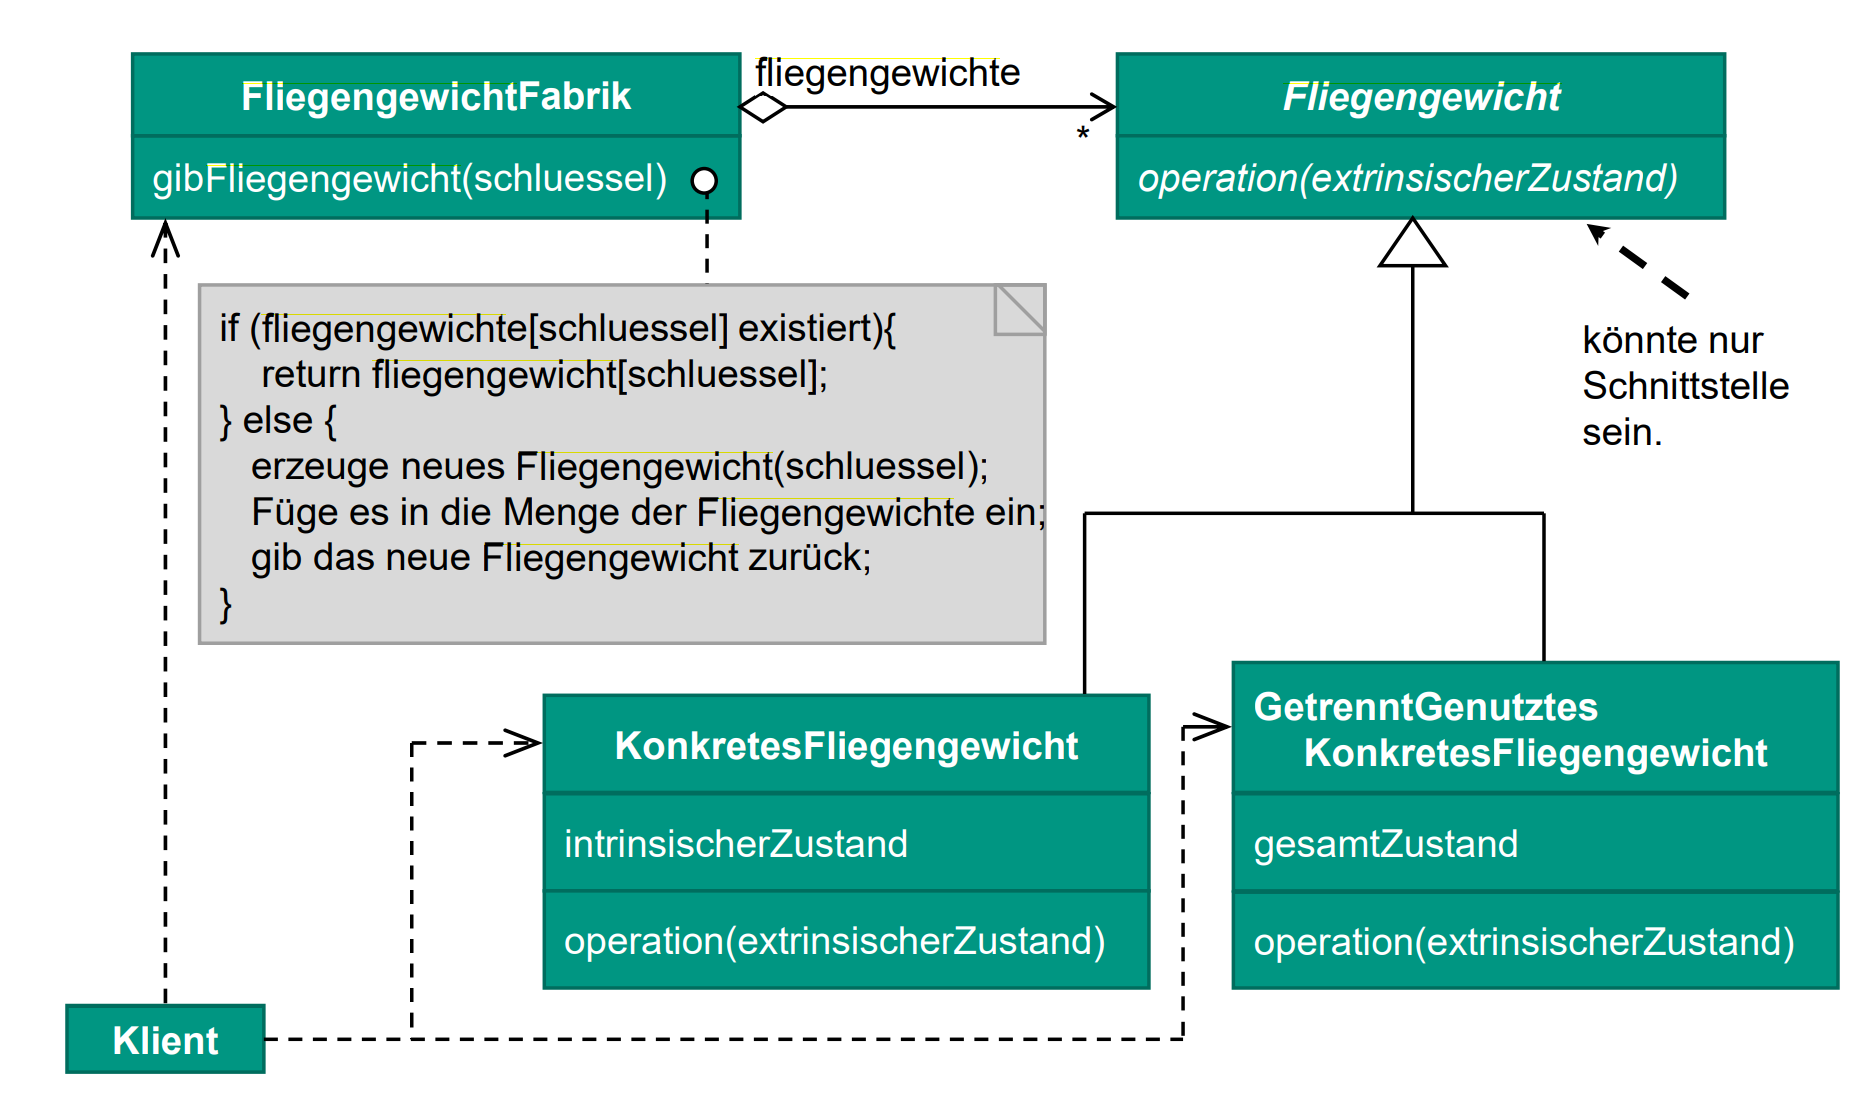 FliegengewichtFabrik
gibFliegengewicht(schluessel)
fliegengewichte
*
Fliegengewicht
operation(extrinsischerZustand)
könnte nur
Schnittstelle
sein.
if (fliegengewichte[schluessel] existiert){
return fliegengewicht[schluessel];
} else {
erzeuge neues Fliegengewicht(schluessel);
Füge es in die Menge der Fliegengewichte ein;
gib das neue Fliegengewicht zurück;
}
KonkretesFliegengewicht
intrinsischerZustand
operation(extrinsischerZustand)
GetrenntGenutztes
KonkretesFliegengewicht
gesamtZustand
operation(extrinsischerZustand)
Klient